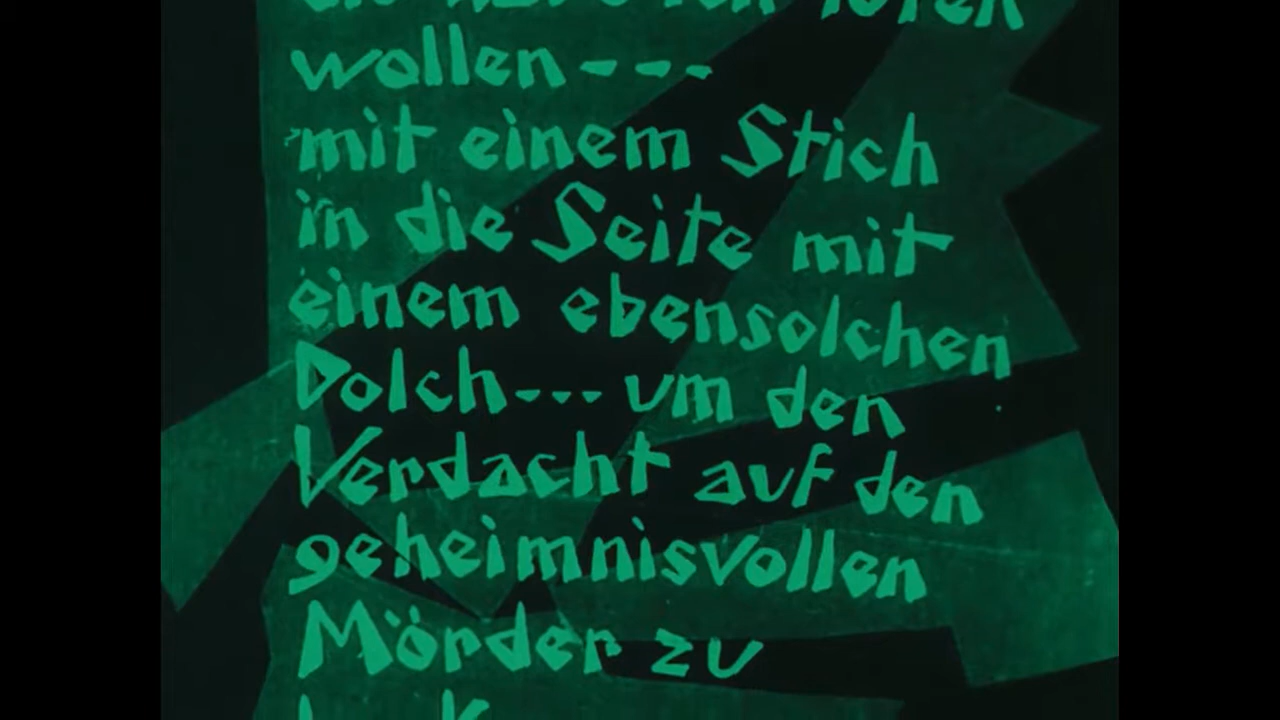 wollen---
mit einem Stich
in die Seite mit
einem ebensolchen
Dolch---um den
Verdacht auf den
geheimnisvollen
Mörder zu